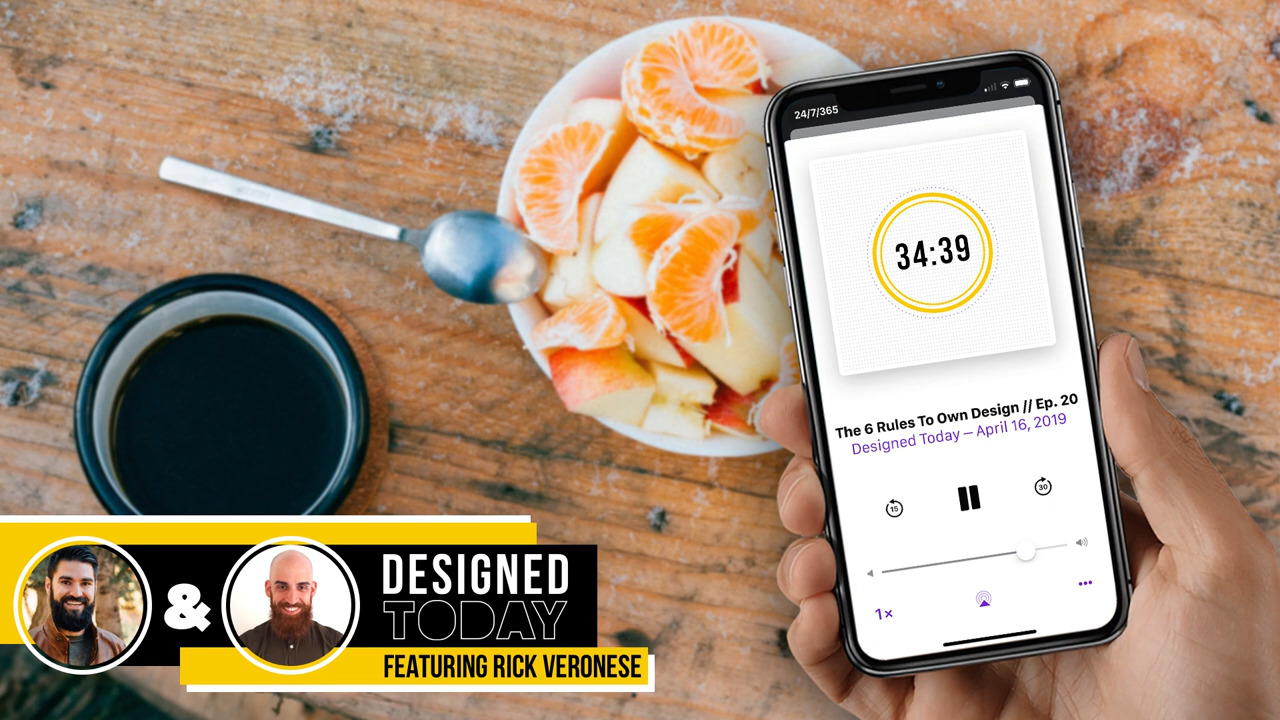 24/7/365
34:39
The 6 Rules To Own Design // Ep. 20
Designed Today – April 16, 2019
15
30
1×
&
DESIGNED
TODAY
FEATURING RICK VERONESE